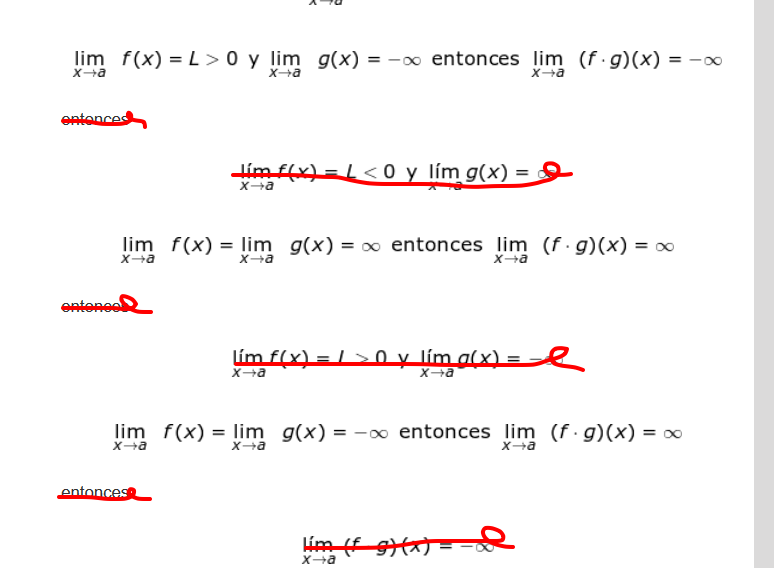 x→a
lim f(x) = L > 0 y lim g(x) = −∞ entonces lim (f · g)(x) = −∞
x→a x→a x→a
entonces
lím f(x) = L < 0 y lím g(x) = ∞
x→a x→a
lim f(x) = lim g(x) = ∞ entonces lim (f · g)(x) = ∞
x→a x→a x→a
entonces
lím f(x) = L > 0 y lím g(x) = −
x→a x→a
lim f(x) = lim g(x) = −∞ entonces lim (f · g)(x) = ∞
x→a x→a x→a
entonces
lím (f · g)(x) = −∞
x→a